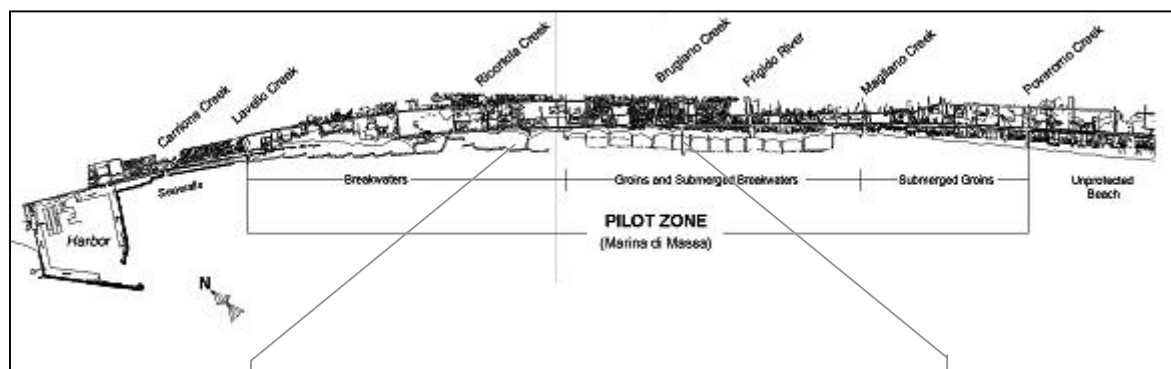 Carrione Creek
Lavello Creek
Ricortola Creek
Brugiano Creek
Frigido River
Magliano Creek
Poveromo Creek
Seawalls
Breakwaters
Groins and Submerged Breakwaters
Submerged Groins
Unprotected
Beach
PILOT ZONE
(Marina di Massa)
Harbor
N